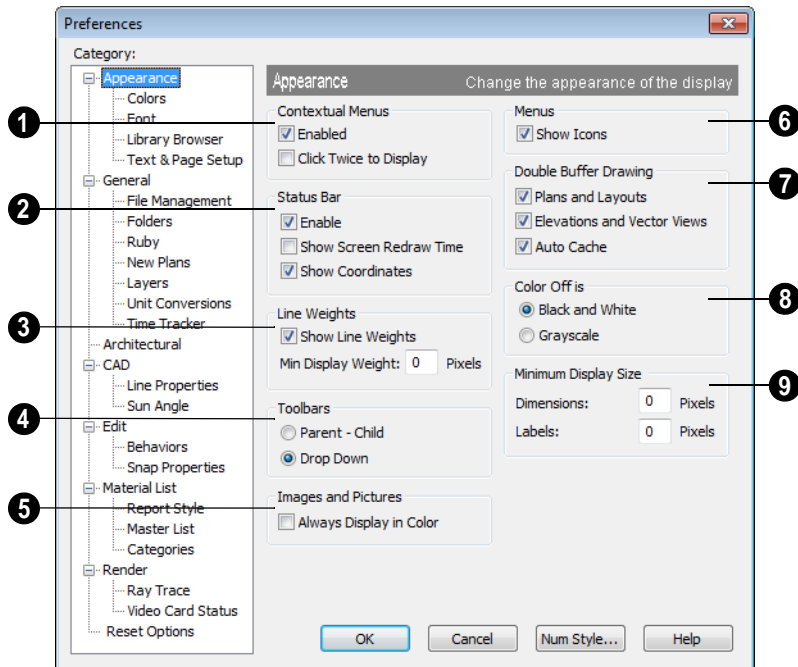 Preferences
Category:
Appearance
Colors
Font
Library Browser
Text & Page Setup
General
File Management
Folders
Ruby
New Plans
Layers
Unit Conversions
Time Tracker
Architectural
CAD
Line Properties
Sun Angle
Edit
Behaviors
Snap Properties
Material List
Report Style
Master List
Categories
Render
Ray Trace
Video Card Status
Reset Options
Appearance Change the appearance of the display
1
Contextual Menus
Enabled
Click Twice to Display
2
Status Bar
Enable
Show Screen Redraw Time
Show Coordinates
3
Line Weights
Show Line Weights
Min Display Weight: 0 Pixels
4
Toolbars
Parent - Child
Drop Down
5
Images and Pictures
Always Display in Color
Menus
6
Show Icons
Double Buffer Drawing
7
Plans and Layouts
Elevations and Vector Views
Auto Cache
Color Off is
8
Black and White
Grayscale
Minimum Display Size
9
Dimensions: 0 Pixels
Labels: 0 Pixels
OK Cancel Num Style... Help